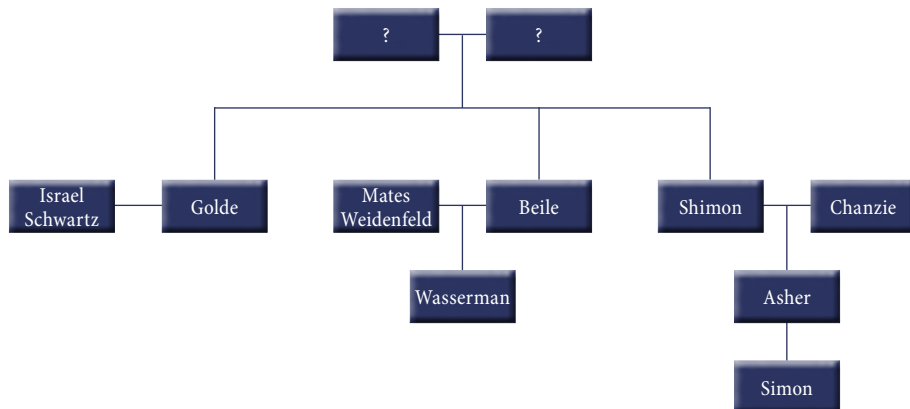 ?
?
Israel
Schwartz
Golde
Mates
Weidenfeld
Beile
Shimon
Chanzie
Wasserman
Asher
Simon